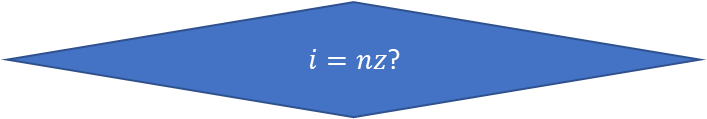 i = nz?